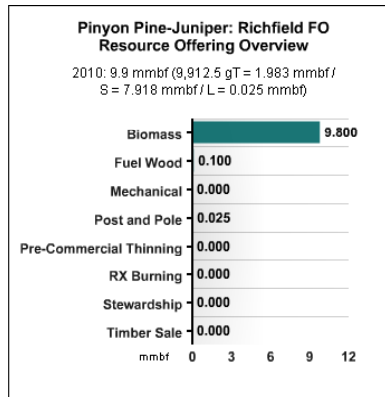 Pinyon Pine-Juniper: Richfield FO
Resource Offering Overview
2010: 9.9 mmbf (9,912.5 gT = 1.983 mmbf /
S = 7.918 mmbf / L = 0.025 mmbf)
Biomass 9.800
Fuel Wood 0.100
Mechanical 0.000
Post and Pole 0.025
Pre-Commercial Thinning 0.000
RX Burning 0.000
Stewardship 0.000
Timber Sale 0.000
mmbf 0 3 6 9 12